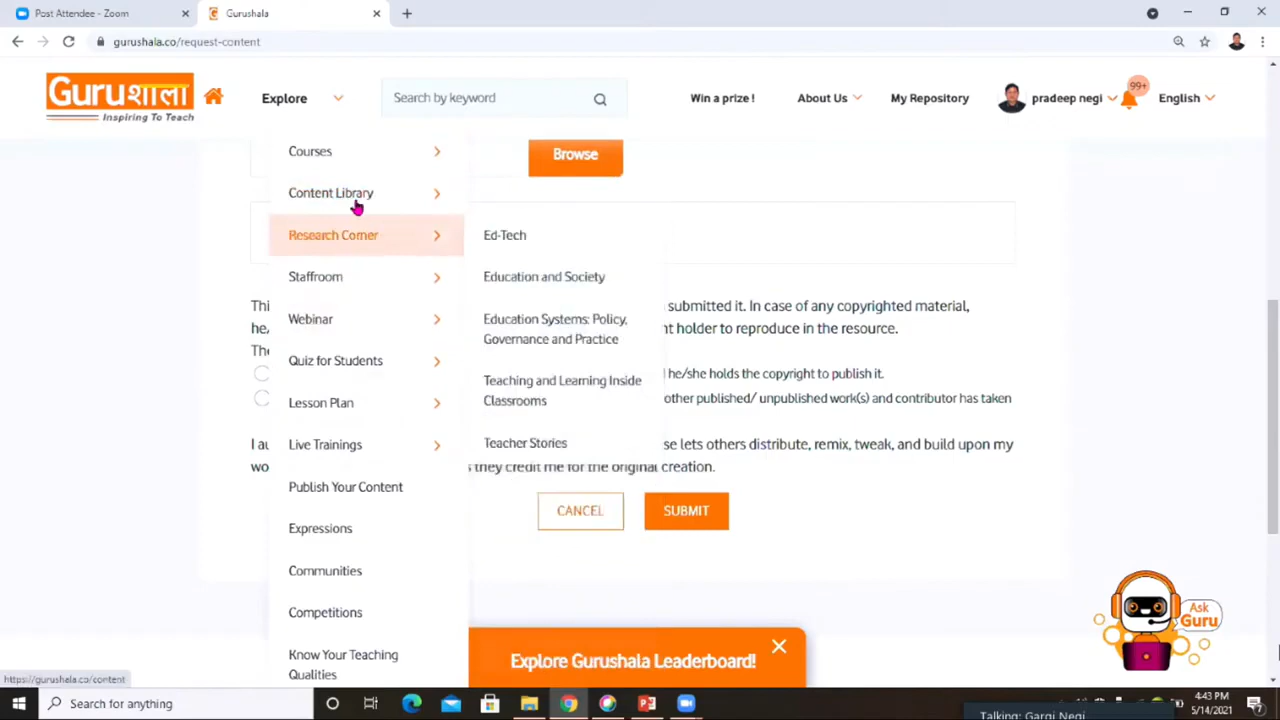 Post Attendee - Zoom
Gurushala
gurushala.co/request-content
Guruशाला
Inspiring To Teach
Explore
Search by keyword
Win a prize !
About Us
My Repository
pradeep negi
99+
English
Courses
Browse
Content Library
Research Corner
Ed-Tech
Staffroom
Education and Society
Thi
submitted it. In case of any copyrighted material,
Webinar
Education Systems: Policy,
Governance and Practice
he/
t holder to reproduce in the resource.
The
Quiz for Students
he/she holds the copyright to publish it.
Teaching and Learning Inside
Classrooms
Lesson Plan
other published/ unpublished work(s) and contributor has taken
Live Trainings
Teacher Stories
I au
se lets others distribute, remix, tweak, and build upon my
wo
s they credit me for the original creation.
Publish Your Content
CANCEL
SUBMIT
Expressions
Communities
Competitions
Ask
Guru
Know Your Teaching
Qualities
Explore Gurushala Leaderboard!
https://gurushala.co/content
Search for anything
4:43 PM
5/14/2021
Talking: Gargi Negi